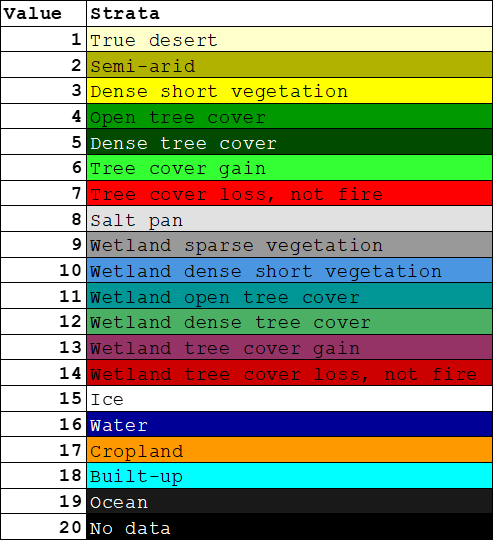 Value Strata
1 True desert
2 Semi-arid
3 Dense short vegetation
4 Open tree cover
5 Dense tree cover
6 Tree cover gain
7 Tree cover loss, not fire
8 Salt pan
9 Wetland sparse vegetation
10 Wetland dense short vegetation
11 Wetland open tree cover
12 Wetland dense tree cover
13 Wetland tree cover gain
14 Wetland tree cover loss, not fire
15 Ice
16 Water
17 Cropland
18 Built-up
19 Ocean
20 No data